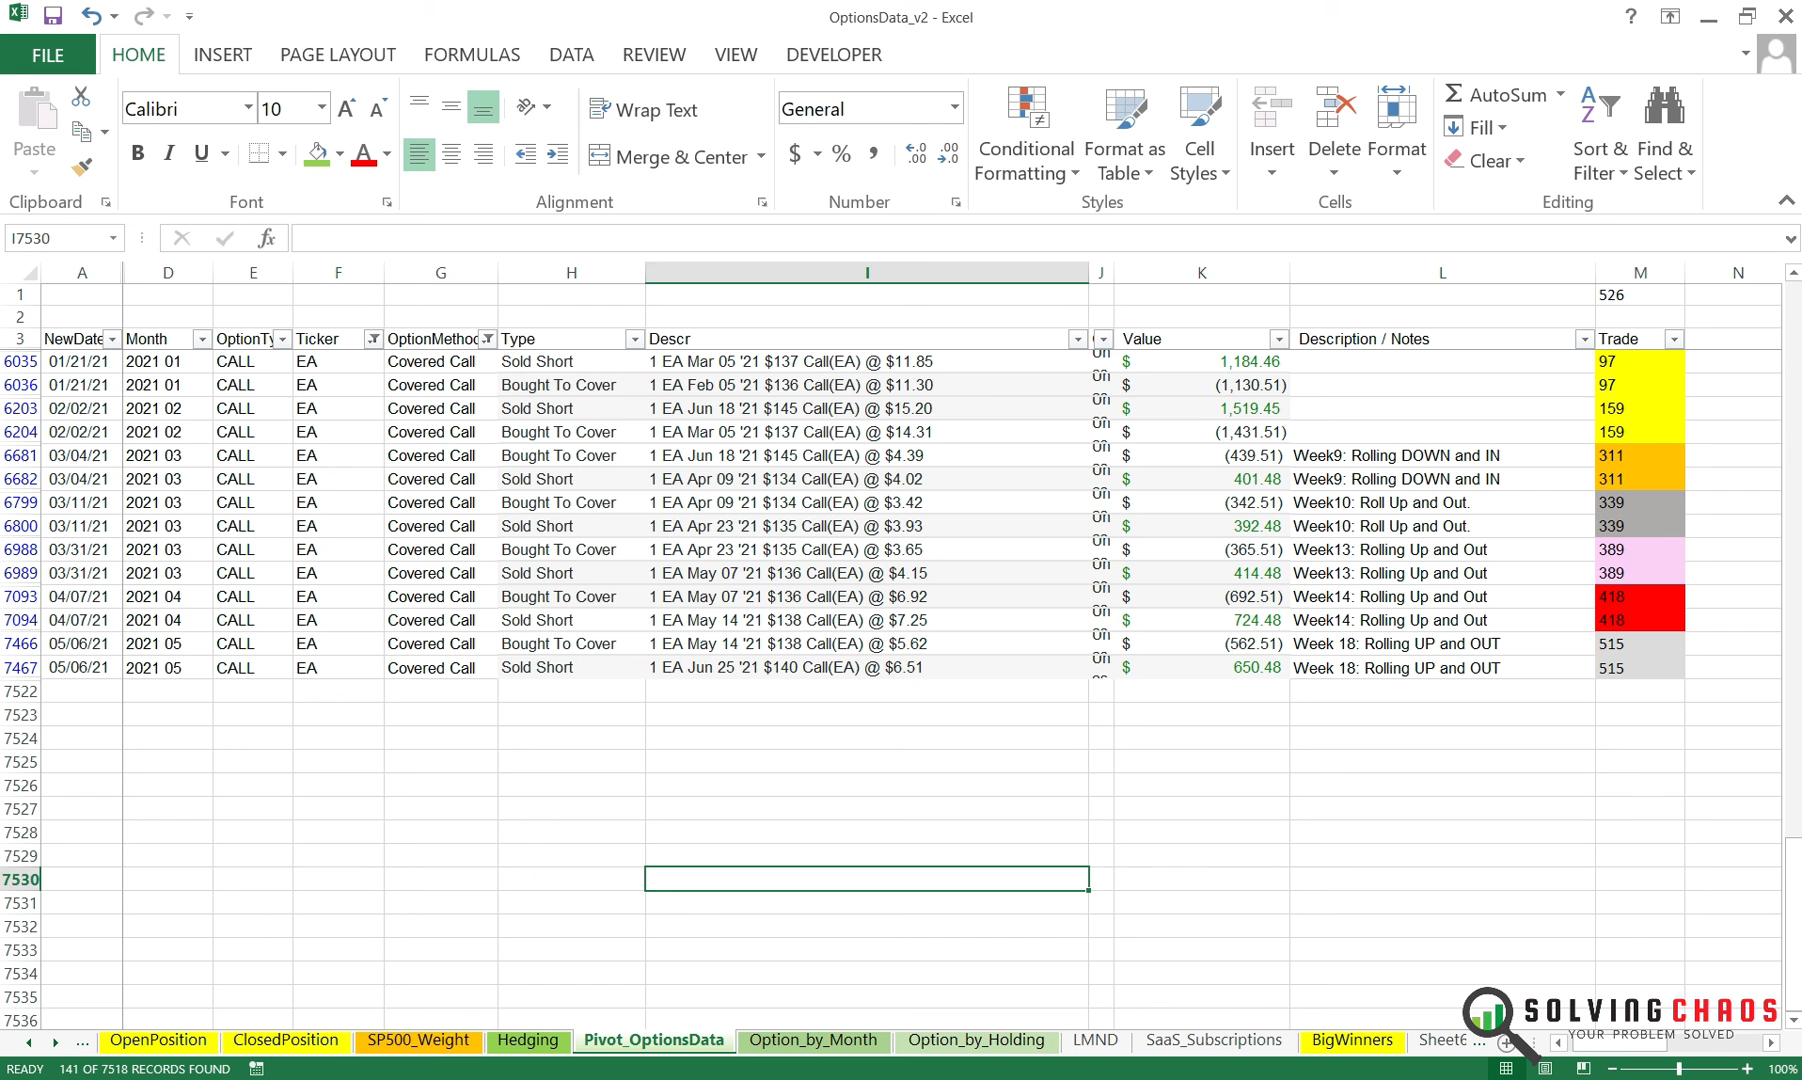 OptionsData_v2 - Excel
FILE HOME INSERT PAGE LAYOUT FORMULAS DATA REVIEW VIEW DEVELOPER
Paste
Clipboard
Calibri 10
B I U
Font
Wrap Text
Merge & Center
Alignment
General
$ % ,
Number
Conditional Formatting
Format as Table
Cell Styles
Styles
Insert Delete Format
Cells
AutoSum
Fill
Clear
Sort & Filter
Find & Select
Editing
I7530 fx
A D E F G H I J K L M N
1 526
2
3 NewDate Month OptionTy Ticker OptionMethoc Type Descr Value Description / Notes Trade
6035 01/21/21 2021 01 CALL EA Covered Call Sold Short 1 EA Mar 05 '21 $137 Call(EA) @ $11.85 $ 1,184.46 97
6036 01/21/21 2021 01 CALL EA Covered Call Bought To Cover 1 EA Feb 05 '21 $136 Call(EA) @ $11.30 $ (1,130.51) 97
6203 02/02/21 2021 02 CALL EA Covered Call Sold Short 1 EA Jun 18 '21 $145 Call(EA) @ $15.20 $ 1,519.45 159
6204 02/02/21 2021 02 CALL EA Covered Call Bought To Cover 1 EA Mar 05 '21 $137 Call(EA) @ $14.31 $ (1,431.51) 159
6681 03/04/21 2021 03 CALL EA Covered Call Bought To Cover 1 EA Jun 18 '21 $145 Call(EA) @ $4.39 $ (439.51) Week9: Rolling DOWN and IN 311
6682 03/04/21 2021 03 CALL EA Covered Call Sold Short 1 EA Apr 09 '21 $134 Call(EA) @ $4.02 $ 401.48 Week9: Rolling DOWN and IN 311
6799 03/11/21 2021 03 CALL EA Covered Call Bought To Cover 1 EA Apr 09 '21 $134 Call(EA) @ $3.42 $ (342.51) Week10: Roll Up and Out. 339
6800 03/11/21 2021 03 CALL EA Covered Call Sold Short 1 EA Apr 23 '21 $135 Call(EA) @ $3.93 $ 392.48 Week10: Roll Up and Out. 339
6988 03/31/21 2021 03 CALL EA Covered Call Bought To Cover 1 EA Apr 23 '21 $135 Call(EA) @ $3.65 $ (365.51) Week13: Rolling Up and Out 389
6989 03/31/21 2021 03 CALL EA Covered Call Sold Short 1 EA May 07 '21 $136 Call(EA) @ $4.15 $ 414.48 Week13: Rolling Up and Out 389
7093 04/07/21 2021 04 CALL EA Covered Call Bought To Cover 1 EA May 07 '21 $136 Call(EA) @ $6.92 $ (692.51) Week14: Rolling Up and Out 418
7094 04/07/21 2021 04 CALL EA Covered Call Sold Short 1 EA May 14 '21 $138 Call(EA) @ $7.25 $ 724.48 Week14: Rolling Up and Out 418
7466 05/06/21 2021 05 CALL EA Covered Call Bought To Cover 1 EA May 14 '21 $138 Call(EA) @ $5.62 $ (562.51) Week 18: Rolling UP and OUT 515
7467 05/06/21 2021 05 CALL EA Covered Call Sold Short 1 EA Jun 25 '21 $140 Call(EA) @ $6.51 $ 650.48 Week 18: Rolling UP and OUT 515
7522
7523
7524
7525
7526
7527
7528
7529
7530
7531
7532
7533
7534
7535
7536
SOLVING CHAOS
YOUR PROBLEM SOLVED
... OpenPosition ClosedPosition SP500_Weight Hedging Pivot_OptionsData Option_by_Month Option_by_Holding LMND SaaS_Subscriptions BigWinners Sheet6 ...
READY 141 OF 7518 RECORDS FOUND 100%